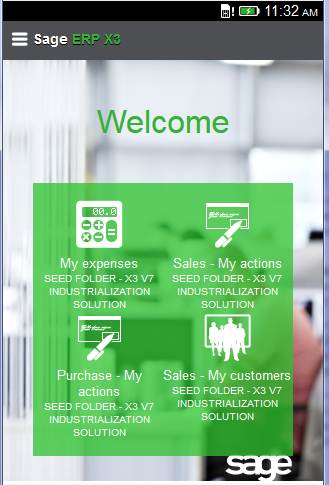 11:32 AM
Sage ERP X3
Welcome
00.0
My expenses
SEED FOLDER - X3 V7
INDUSTRIALIZATION
SOLUTION
Sales - My actions
SEED FOLDER - X3 V7
INDUSTRIALIZATION
SOLUTION
Purchase - My
actions
SEED FOLDER - X3 V7
INDUSTRIALIZATION
SOLUTION
Sales - My customers
SEED FOLDER - X3 V7
INDUSTRIALIZATION
SOLUTION
sage